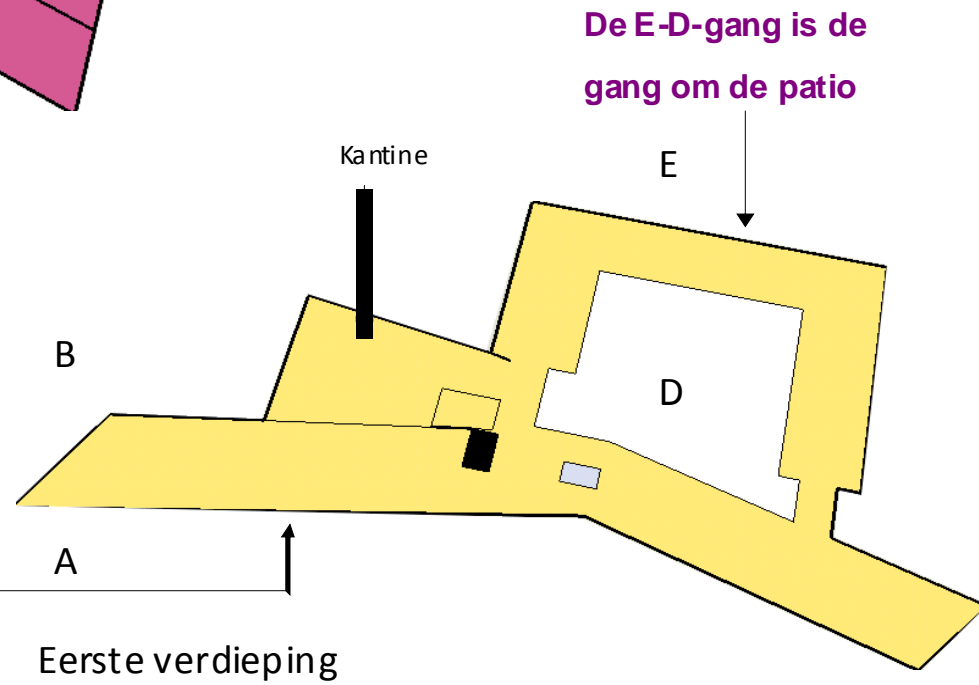 De E-D-gang is de
gang om de patio
Kantine
E
B
D
A
Eerste verdieping